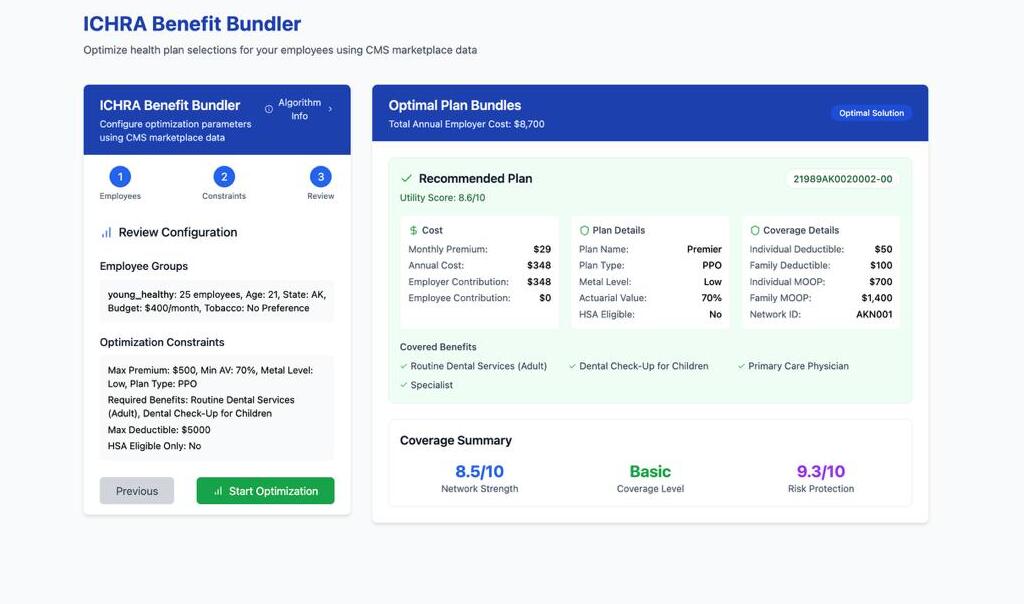 ICHRA Benefit Bundler
Optimize health plan selections for your employees using CMS marketplace data
ICHRA Benefit Bundler
Algorithm
Info
Configure optimization parameters
using CMS marketplace data
1
2
3
Employees
Constraints
Review
Review Configuration
Employee Groups
young_healthy: 25 employees, Age: 21, State: AK,
Budget: $400/month, Tobacco: No Preference
Optimization Constraints
Max Premium: $500, Min AV: 70%, Metal Level:
Low, Plan Type: PPO
Required Benefits: Routine Dental Services
(Adult), Dental Check-Up for Children
Max Deductible: $5000
HSA Eligible Only: No
Previous
Start Optimization
Optimal Plan Bundles
Total Annual Employer Cost: $8,700
Optimal Solution
Recommended Plan
21989AK0020002-00
Utility Score: 8.6/10
Cost
Monthly Premium: $29
Annual Cost: $348
Employer Contribution: $348
Employee Contribution: $0
Plan Details
Plan Name: Premier
Plan Type: PPO
Metal Level: Low
Actuarial Value: 70%
HSA Eligible: No
Coverage Details
Individual Deductible: $50
Family Deductible: $100
Individual MOOP: $700
Family MOOP: $1,400
Network ID: AKN001
Covered Benefits
Routine Dental Services (Adult)
Dental Check-Up for Children
Primary Care Physician
Specialist
Coverage Summary
8.5/10
Basic
9.3/10
Network Strength
Coverage Level
Risk Protection